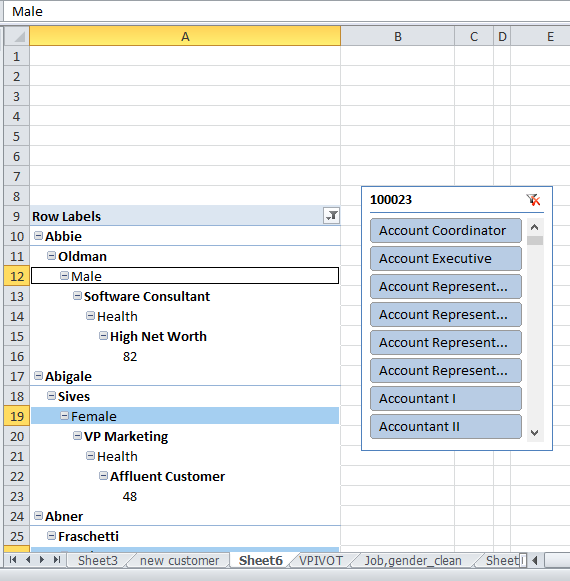 Male
A B C D E
1
2
3
4
5
6
7
8
9 Row Labels
10 Abbie
11 Oldman
12 Male
13 Software Consultant
14 Health
15 High Net Worth
16 82
17 Abigale
18 Sives
19 Female
20 VP Marketing
21 Health
22 Affluent Customer
23 48
24 Abner
25 Fraschetti
100023
Account Coordinator
Account Executive
Account Represent...
Account Represent...
Account Represent...
Account Represent...
Accountant I
Accountant II
Sheet3 new customer Sheet6 VPIVOT Job,gender_clean Sheet